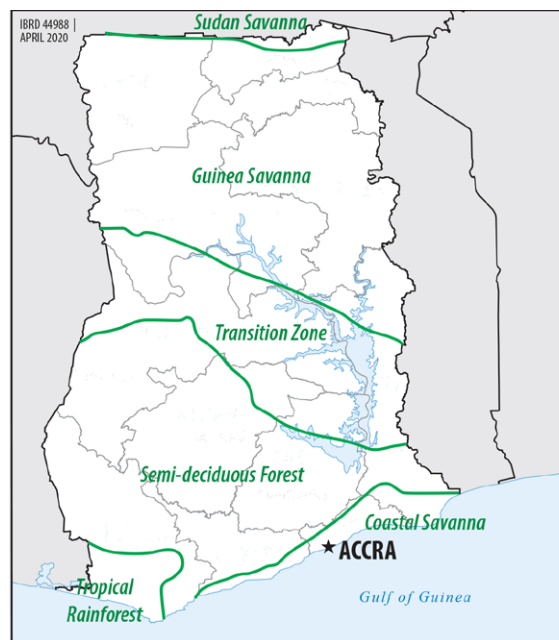 IBRD 44988 |
APRIL 2020
Sudan Savanna
Guinea Savanna
Transition Zone
Semi-deciduous Forest
Coastal Savanna
ACCRA
Tropical
Rainforest
Gulf of Guinea